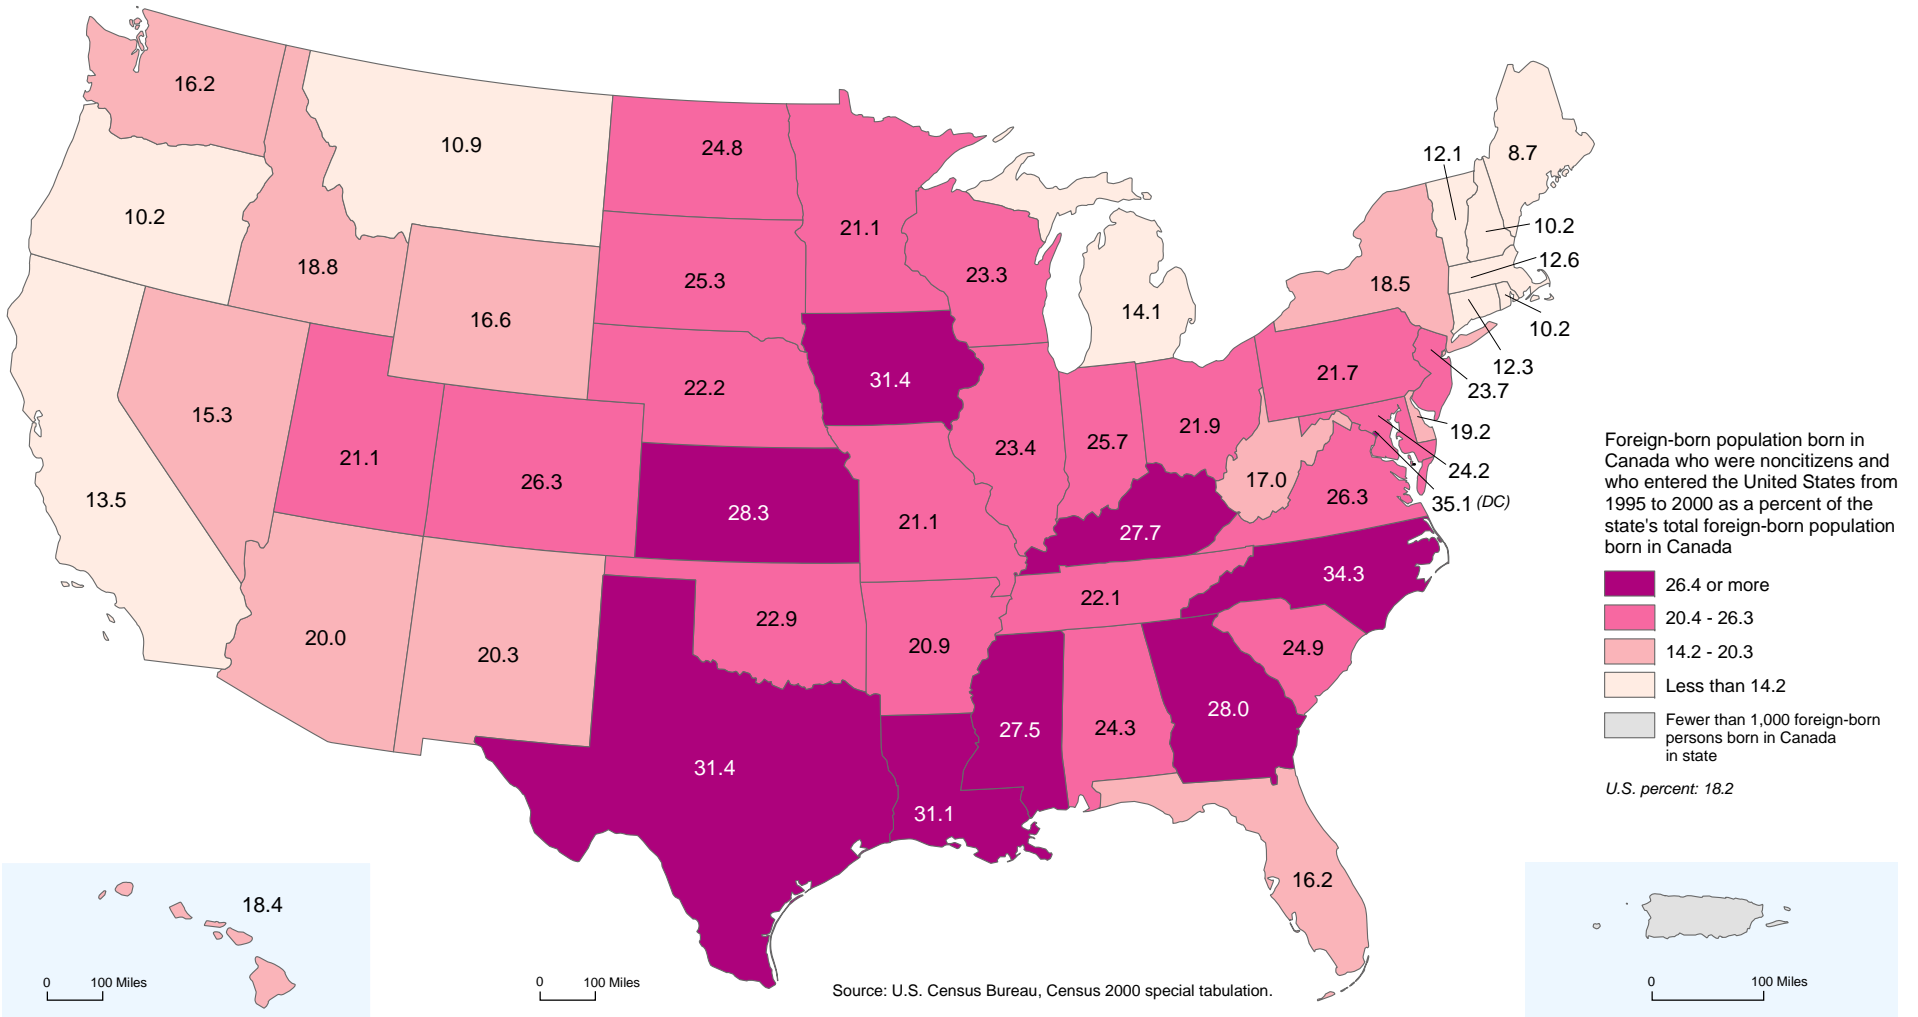 16.2
10.9
24.8
12.1
8.7
10.2
21.1
10.2
18.8
25.3
23.3
12.6
16.6
14.1
18.5
10.2
12.3
15.3
22.2
31.4
21.7
23.7
21.1
26.3
23.4
25.7
21.9
19.2
24.2
13.5
28.3
21.1
17.0
26.3
35.1 (DC)
27.7
34.3
20.0
20.3
22.9
20.9
22.1
24.9
31.4
31.1
27.5
24.3
28.0
16.2
18.4
Foreign-born population born in
Canada who were noncitizens and
who entered the United States from
1995 to 2000 as a percent of the
state's total foreign-born population
born in Canada
26.4 or more
20.4 - 26.3
14.2 - 20.3
Less than 14.2
Fewer than 1,000 foreign-born
persons born in Canada
in state
U.S. percent: 18.2
0 100 Miles
0 100 Miles
0 100 Miles
Source: U.S. Census Bureau, Census 2000 special tabulation.